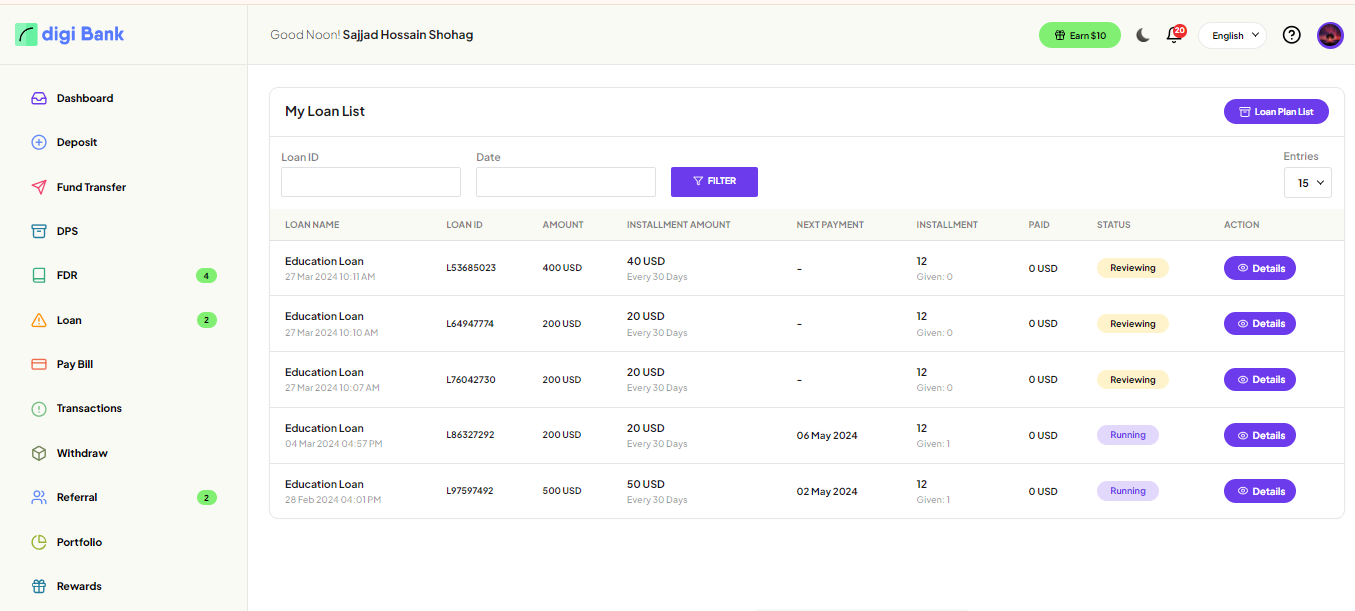 digi Bank
Good Noon! Sajjad Hossain Shohag
Earn $10
20
English
Dashboard
Deposit
Fund Transfer
DPS
FDR 4
Loan 2
Pay Bill
Transactions
Withdraw
Referral 2
Portfolio
Rewards
My Loan List
Loan Plan List
Loan ID Date Entries
FILTER 15
LOAN NAME LOAN ID AMOUNT INSTALLMENT AMOUNT NEXT PAYMENT INSTALLMENT PAID STATUS ACTION
Education Loan 40 USD 12
L53685023 400 USD - 0 USD Reviewing Details
27 Mar 2024 10:11 AM Every 30 Days Given: 0
Education Loan 20 USD 12
L64947774 200 USD - 0 USD Reviewing Details
27 Mar 2024 10:10 AM Every 30 Days Given: 0
Education Loan 20 USD 12
L76042730 200 USD - 0 USD Reviewing Details
27 Mar 2024 10:07 AM Every 30 Days Given: 0
Education Loan 20 USD 12
L86327292 200 USD 06 May 2024 0 USD Running Details
04 Mar 2024 04:57 PM Every 30 Days Given: 1
Education Loan 50 USD 12
L97597492 500 USD 02 May 2024 0 USD Running Details
28 Feb 2024 04:01 PM Every 30 Days Given: 1